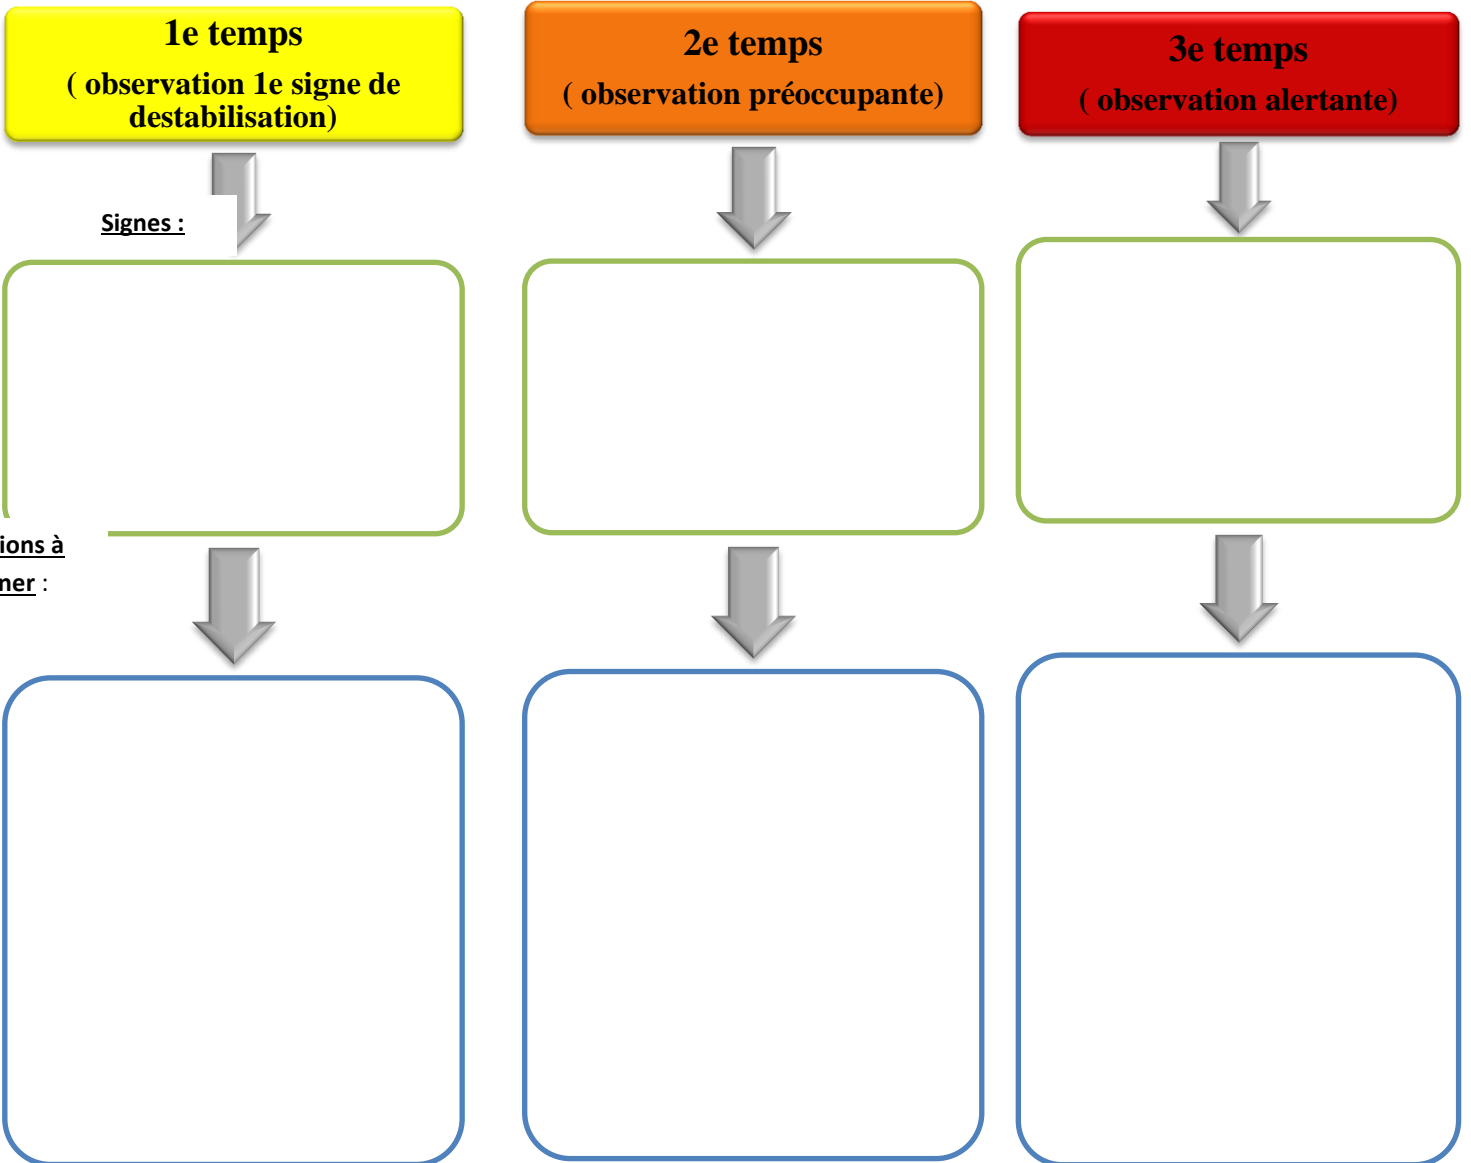 1e temps
( observation 1e signe de
destabilisation)
2e temps
( observation préoccupante)
3e temps
( observation alertante)
Signes :
ions à
ner :